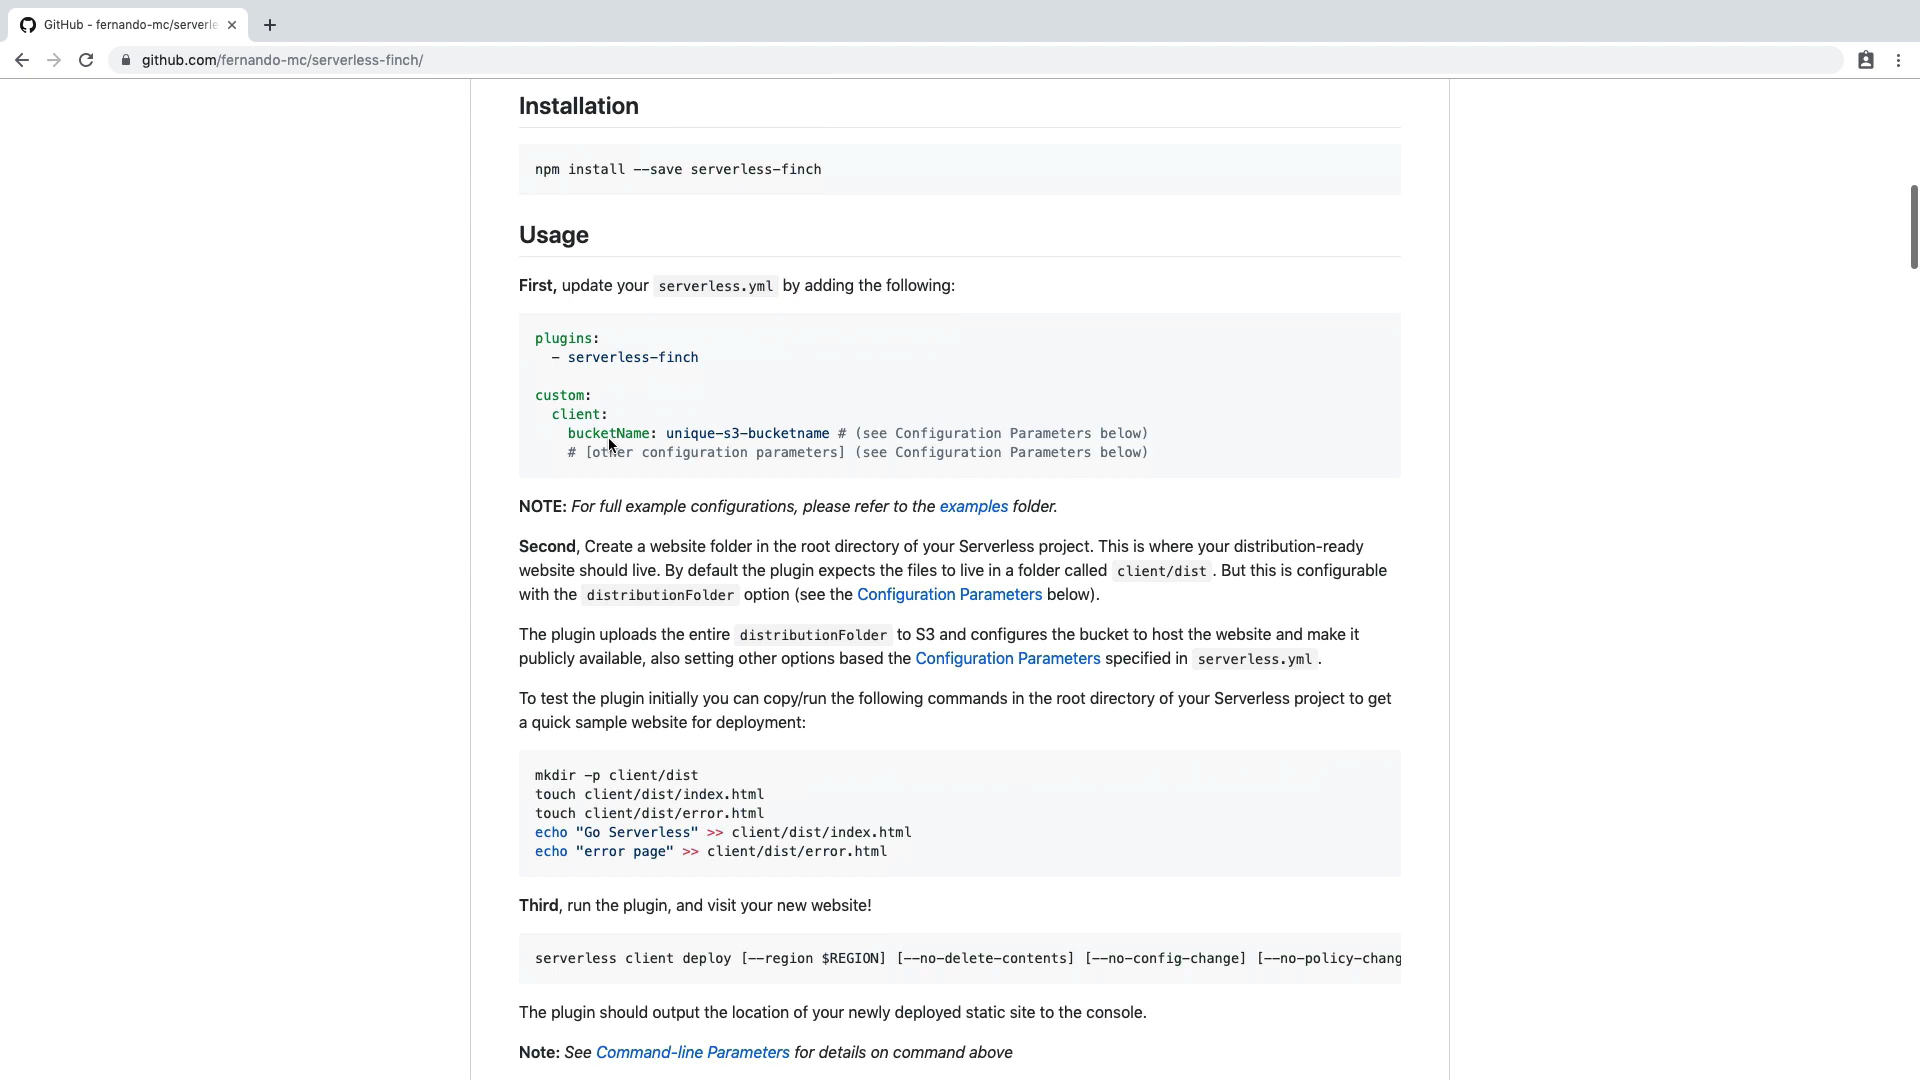 GitHub - fernando-mc/serverle
github.com/fernando-mc/serverless-finch/
Installation
npm install --save serverless-finch
Usage
First, update your serverless.yml by adding the following:
plugins:
  - serverless-finch
custom:
  client:
    bucketName: unique-s3-bucketname # (see Configuration Parameters below)
    # [other configuration parameters] (see Configuration Parameters below)
NOTE: For full example configurations, please refer to the examples folder.
Second, Create a website folder in the root directory of your Serverless project. This is where your distribution-ready
website should live. By default the plugin expects the files to live in a folder called client/dist. But this is configurable
with the distributionFolder option (see the Configuration Parameters below).
The plugin uploads the entire distributionFolder to S3 and configures the bucket to host the website and make it
publicly available, also setting other options based the Configuration Parameters specified in serverless.yml.
To test the plugin initially you can copy/run the following commands in the root directory of your Serverless project to get
a quick sample website for deployment:
mkdir -p client/dist
touch client/dist/index.html
touch client/dist/error.html
echo "Go Serverless" >> client/dist/index.html
echo "error page" >> client/dist/error.html
Third, run the plugin, and visit your new website!
serverless client deploy [--region $REGION] [--no-delete-contents] [--no-config-change] [--no-policy-chang
The plugin should output the location of your newly deployed static site to the console.
Note: See Command-line Parameters for details on command above